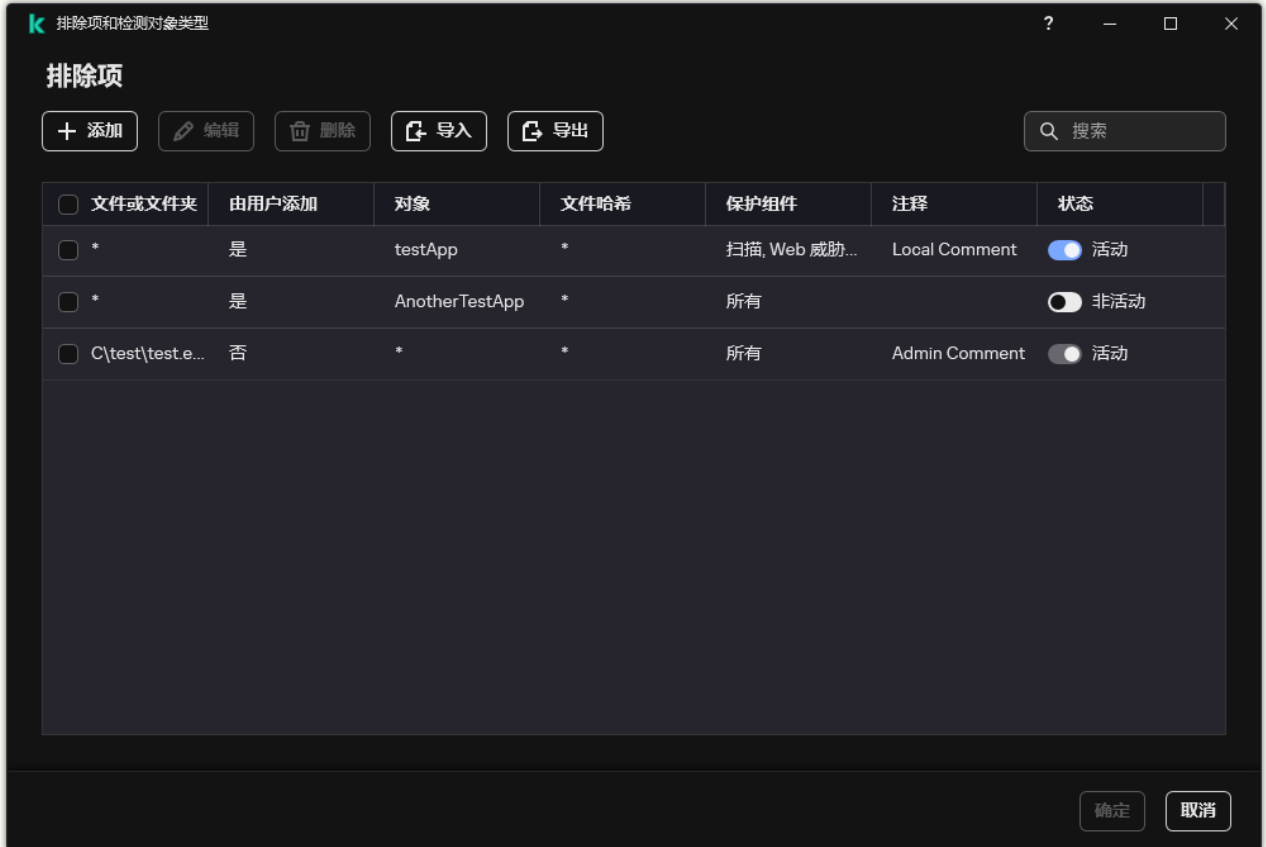 排除项和检测对象类型 ?
排除项
添加 编辑 删除 导入 导出 搜索
文件或文件夹 由用户添加 对象 文件哈希 保护组件 注释 状态
* 是 testApp * 扫描, Web 威胁... Local Comment 活动
* 是 AnotherTestApp * 所有 非活动
C\test\test.e... 否 * * 所有 Admin Comment 活动
确定 取消